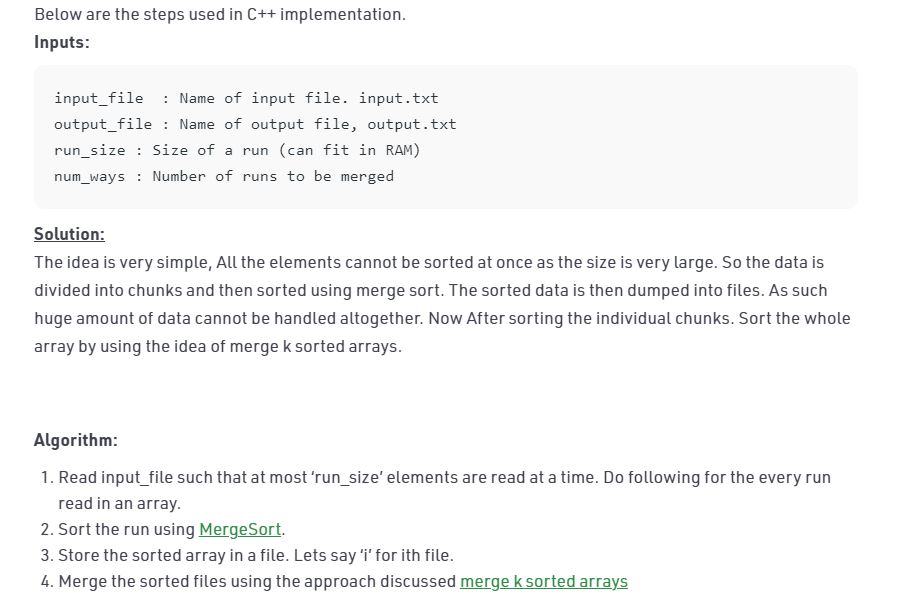 Below are the steps used in C++ implementation.
Inputs:
input_file  : Name of input file. input.txt
output_file : Name of output file, output.txt
run_size : Size of a run (can fit in RAM)
num_ways : Number of runs to be merged
Solution:
The idea is very simple, All the elements cannot be sorted at once as the size is very large. So the data is
divided into chunks and then sorted using merge sort. The sorted data is then dumped into files. As such
huge amount of data cannot be handled altogether. Now After sorting the individual chunks. Sort the whole
array by using the idea of merge k sorted arrays.
Algorithm:
1. Read input_file such that at most ‘run_size’ elements are read at a time. Do following for the every run
read in an array.
2. Sort the run using MergeSort.
3. Store the sorted array in a file. Lets say ‘i’ for ith file.
4. Merge the sorted files using the approach discussed merge k sorted arrays